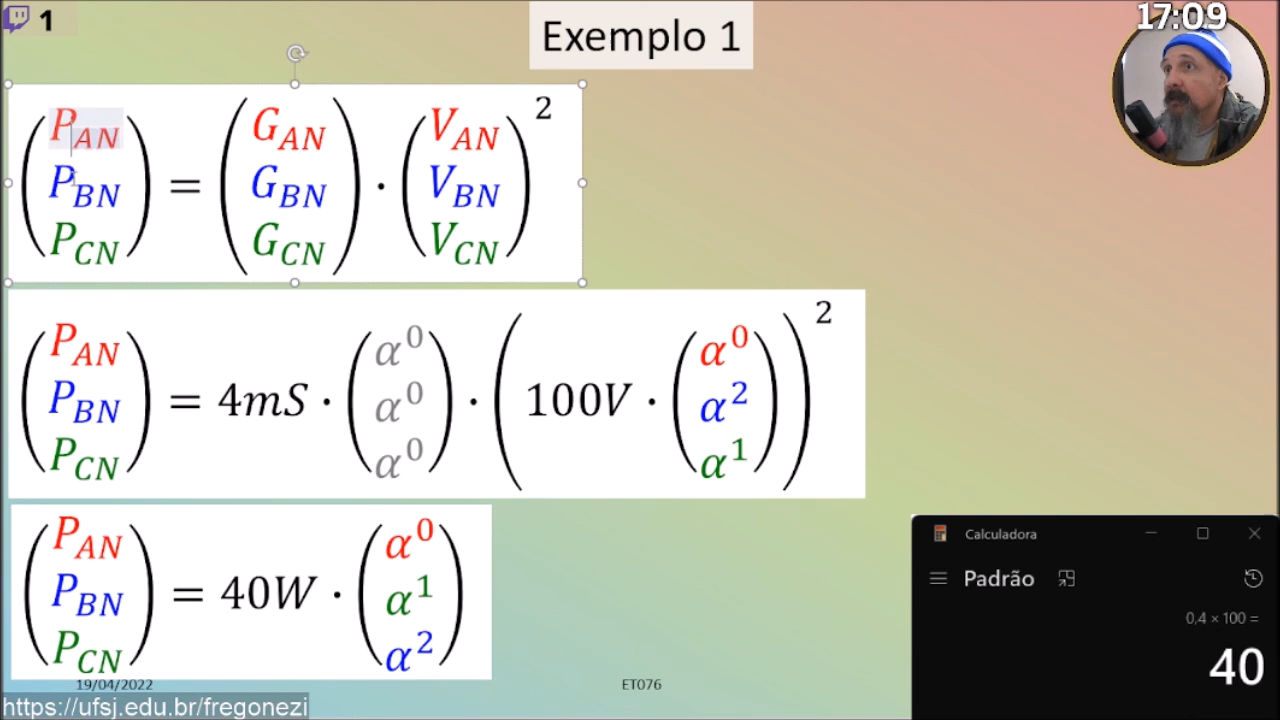 1
17:09
Exemplo 1
(P_AN P_BN P_CN) = (G_AN G_BN G_CN) · (V_AN V_BN V_CN)²
(P_AN P_BN P_CN) = 4mS · (α⁰ α⁰ α⁰) · (100V · (α⁰ α² α¹))²
(P_AN P_BN P_CN) = 40W · (α⁰ α¹ α²)
Calculadora
Padrão
0,4 × 100 =
40
19/04/2022
ET076
https://ufsj.edu.br/fregonezi